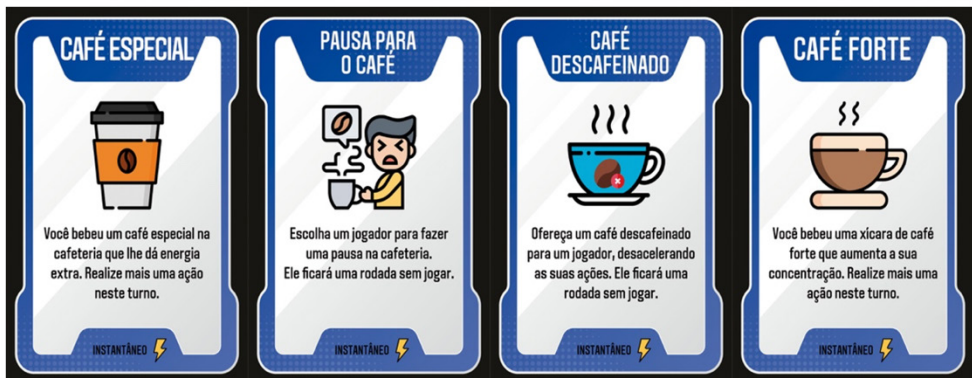 CAFÉ ESPECIAL
Você bebeu um café especial na
cafeteria que lhe dá energia
extra. Realize mais uma ação
neste turno.
INSTANTÂNEO
PAUSA PARA
O CAFÉ
Escolha um jogador para fazer
uma pausa na cafeteria.
Ele ficará uma rodada sem jogar.
INSTANTÂNEO
CAFÉ
DESCAFEINADO
Ofereça um café descafeinado
para um jogador, desacelerando
as suas ações. Ele ficará uma
rodada sem jogar.
INSTANTÂNEO
CAFÉ FORTE
Você bebeu uma xícara de café
forte que aumenta a sua
concentração. Realize mais uma
ação neste turno.
INSTANTÂNEO